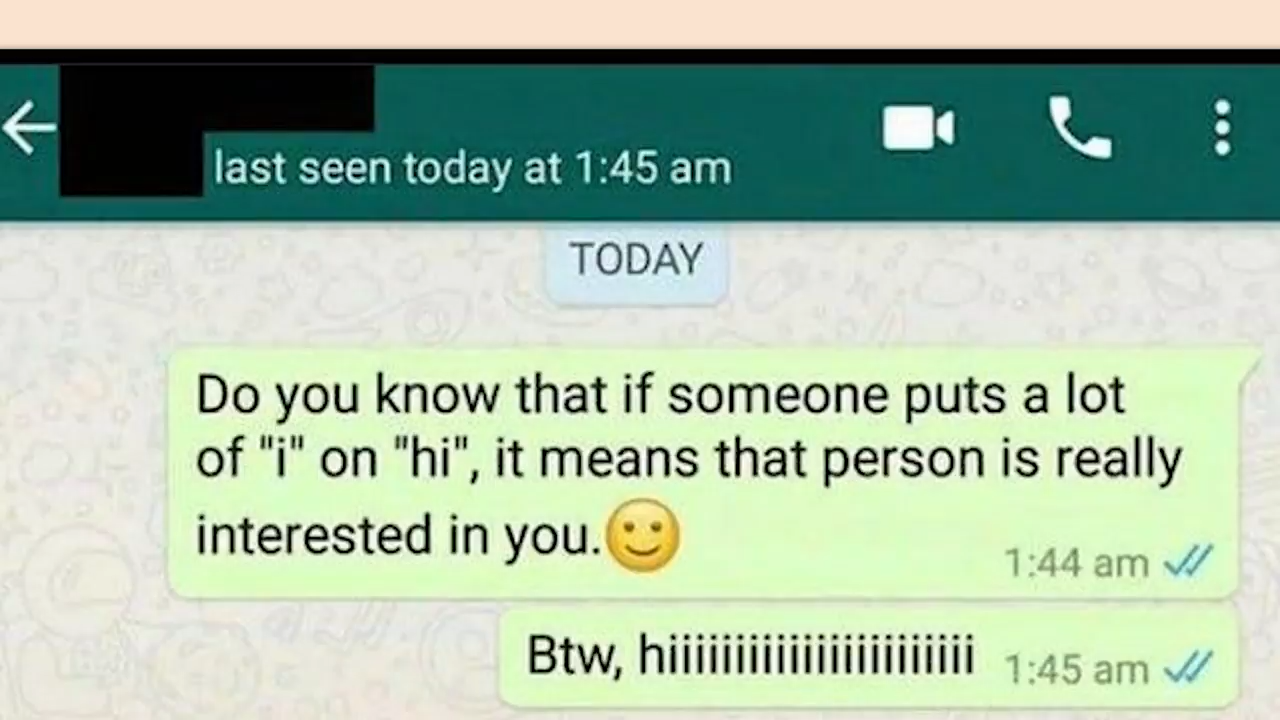 last seen today at 1:45 am
TODAY
Do you know that if someone puts a lot
of "i" on "hi", it means that person is really
interested in you.🙂
1:44 am
Btw, hiiiiiiiiiiiiiiiiiiiiiii 1:45 am